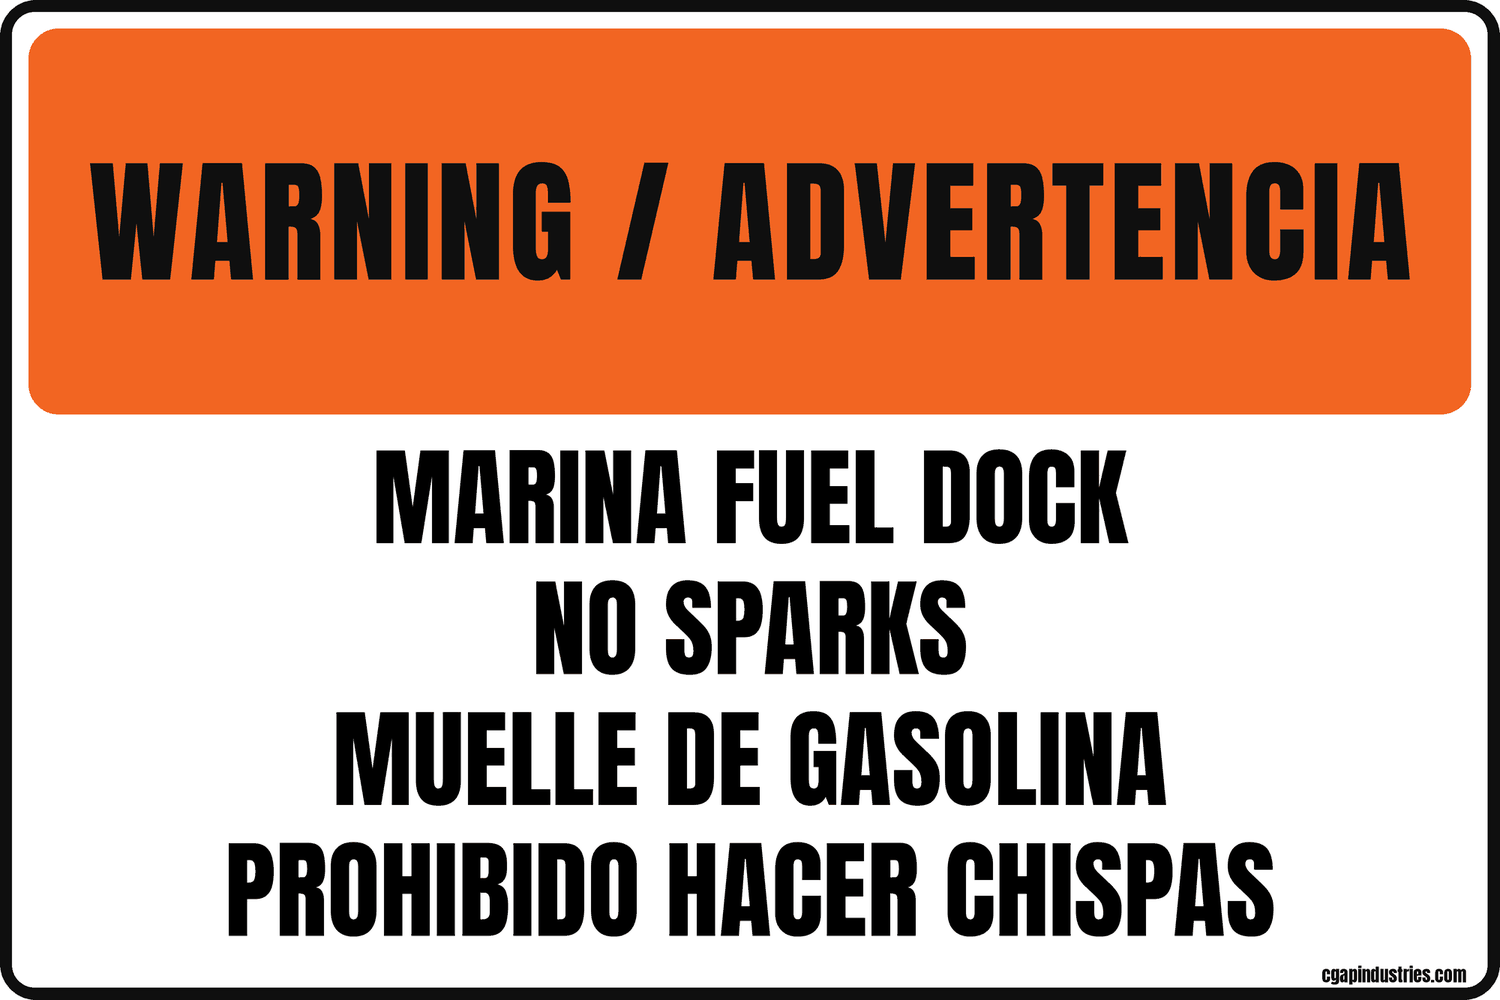 WARNING / ADVERTENCIA
MARINA FUEL DOCK
NO SPARKS
MUELLE DE GASOLINA
PROHIBIDO HACER CHISPAS
cgapindustries.com